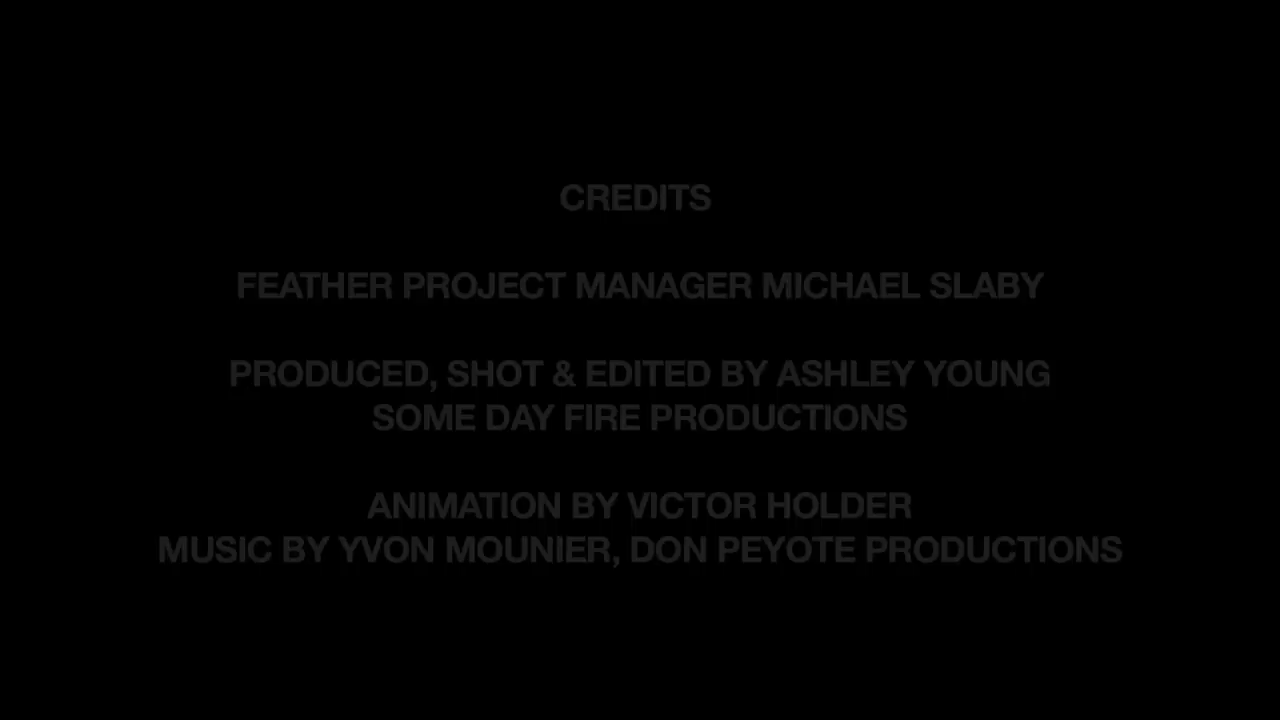 CREDITS
FEATHER PROJECT MANAGER MICHAEL SLABY
PRODUCED, SHOT & EDITED BY ASHLEY YOUNG
SOME DAY FIRE PRODUCTIONS
ANIMATION BY VICTOR HOLDER
MUSIC BY YVON MOUNIER, DON PEYOTE PRODUCTIONS